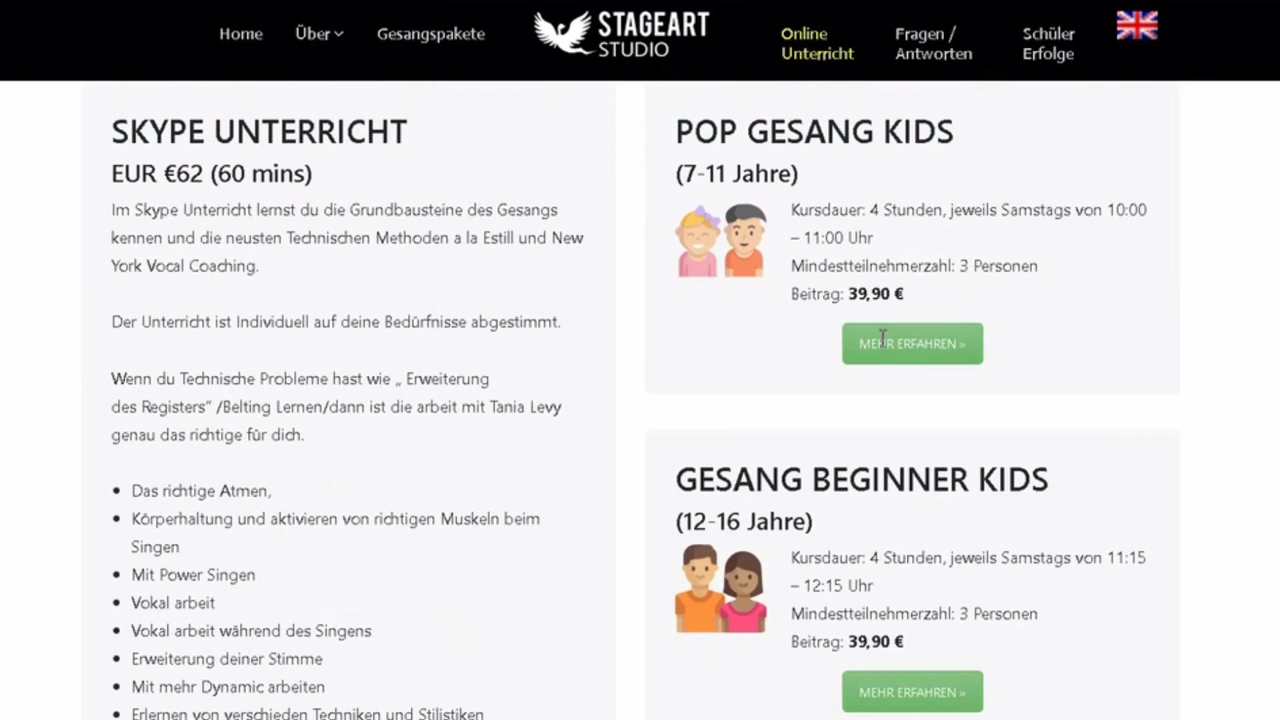 Home
Über
Gesangspakete
STAGEART
STUDIO
Online
Unterricht
Fragen /
Antworten
Schüler
Erfolge
SKYPE UNTERRICHT
EUR €62 (60 mins)
Im Skype Unterricht lernst du die Grundbausteine des Gesangs
kennen und die neusten Technischen Methoden a la Estill und New
York Vocal Coaching.
Der Unterricht ist Individuell auf deine Bedürfnisse abgestimmt.
Wenn du Technische Probleme hast wie „ Erweiterung
des Registers“ /Belting Lernen/dann ist die arbeit mit Tania Levy
genau das richtige für dich.
• Das richtige Atmen,
• Körperhaltung und aktivieren von richtigen Muskeln beim
Singen
• Mit Power Singen
• Vokal arbeit
• Vokal arbeit während des Singens
• Erweiterung deiner Stimme
• Mit mehr Dynamic arbeiten
• Erlernen von verschieden Techniken und Stilistiken
POP GESANG KIDS
(7-11 Jahre)
Kursdauer: 4 Stunden, jeweils Samstags von 10:00
– 11:00 Uhr
Mindestteilnehmerzahl: 3 Personen
Beitrag: 39,90 €
MEHR ERFAHREN »
GESANG BEGINNER KIDS
(12-16 Jahre)
Kursdauer: 4 Stunden, jeweils Samstags von 11:15
– 12:15 Uhr
Mindestteilnehmerzahl: 3 Personen
Beitrag: 39,90 €
MEHR ERFAHREN »